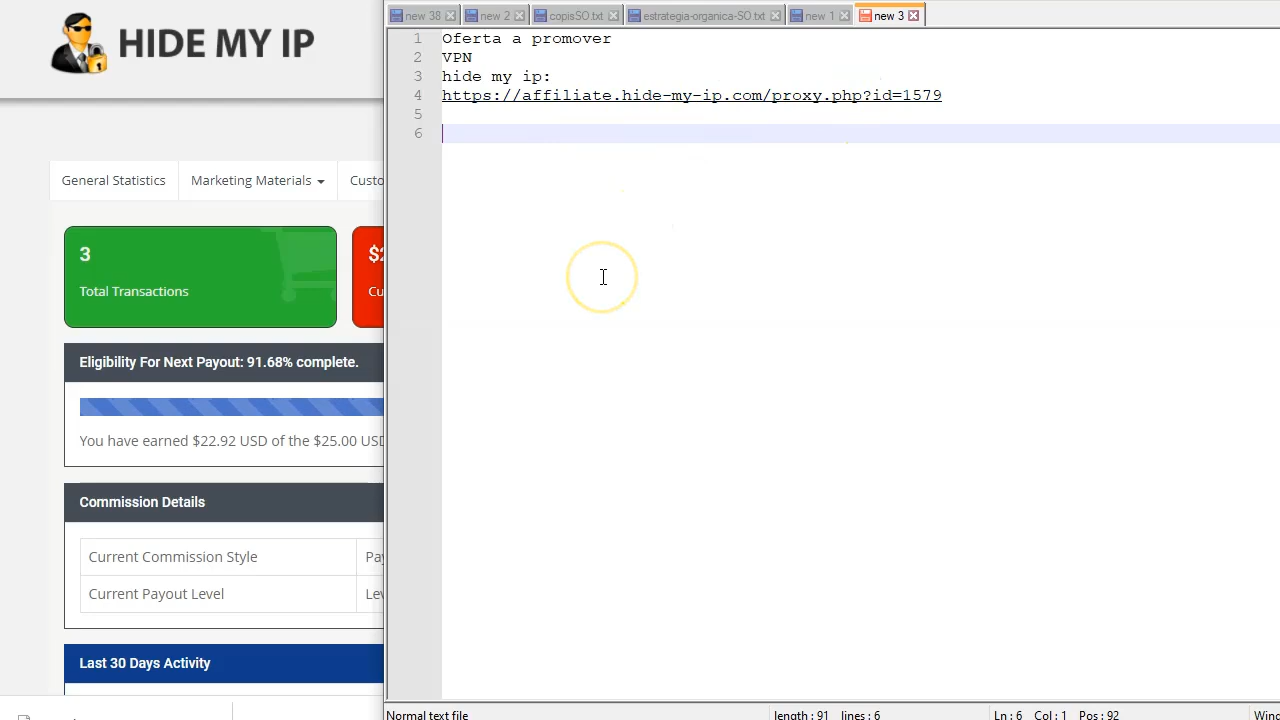 HIDE MY IP
General Statistics
Marketing Materials
3
Total Transactions
Eligibility For Next Payout: 91.68% complete.
You have earned $22.92 USD of the $25.00 USD
Commission Details
Current Commission Style
Current Payout Level
Last 30 Days Activity
new 38
new 2
copisSO.txt
estrategia-organica-SO.txt
new 1
new 3
1 Oferta a promover
2 VPN
3 hide my ip:
4 https://affiliate.hide-my-ip.com/proxy.php?id=1579
5
6
Normal text file
length : 91 lines : 6
Ln : 6 Col : 1 Pos : 92